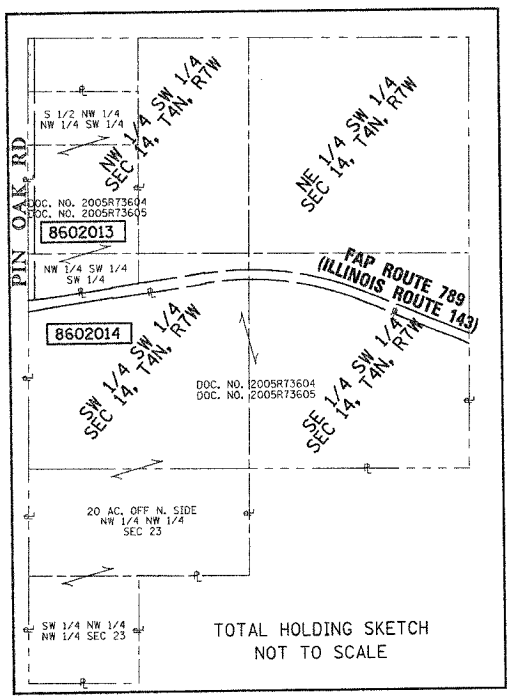 PIN OAK RD
S 1/2 NW 1/4
NW 1/4 SW 1/4
NW 1/4 SW 1/4
SEC 14, T4N, R7W
NE 1/4 SW 1/4
SEC 14, T4N, R7W
DOC. NO. 2005R73604
DOC. NO. 2005R73605
8602013
NW 1/4 SW 1/4
SW 1/4
FAP ROUTE 789
(ILLINOIS ROUTE 143)
8602014
SW 1/4 SW 1/4
SEC 14, T4N, R7W
DOC. NO. 2005R73604
DOC. NO. 2005R73605
SE 1/4 SW 1/4
SEC 14, T4N, R7W
20 AC. OFF N. SIDE
NW 1/4 NW 1/4
SEC 23
SW 1/4 NW 1/4
NW 1/4 SEC 23
TOTAL HOLDING SKETCH
NOT TO SCALE